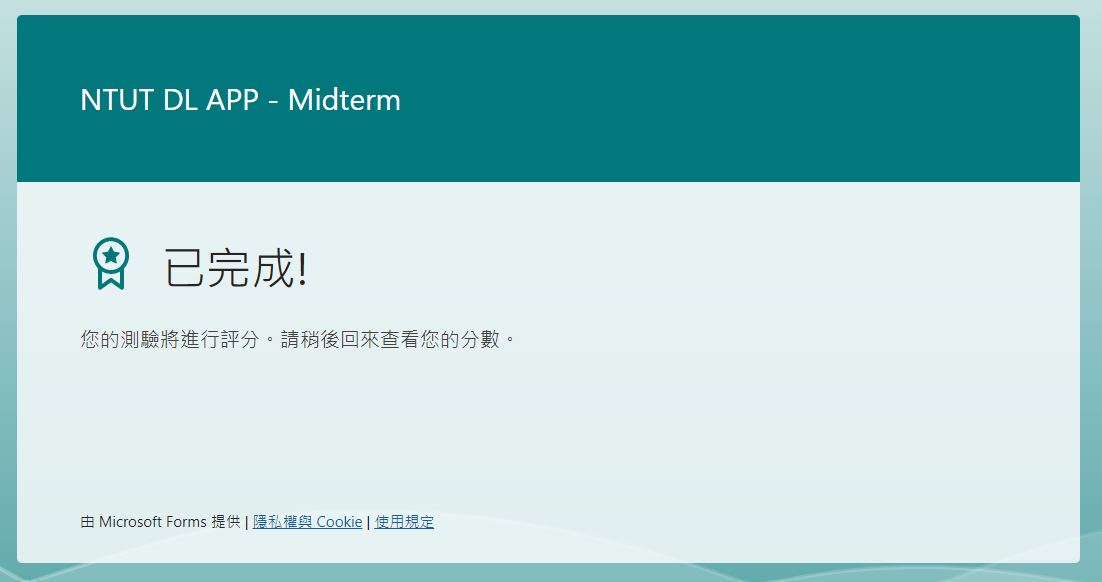 NTUT DL APP - Midterm
已完成!
您的測驗將進行評分。請稍後回來查看您的分數。
由 Microsoft Forms 提供 | 隱私權與 Cookie | 使用規定